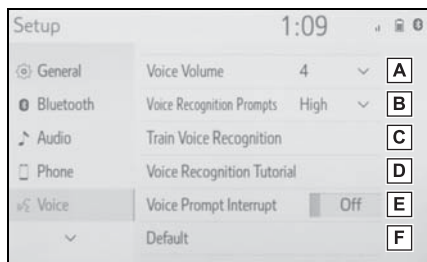 Setup 1:09
General Voice Volume 4 A
Bluetooth Voice Recognition Prompts High B
Audio Train Voice Recognition C
Phone Voice Recognition Tutorial D
Voice Voice Prompt Interrupt Off E
Default F